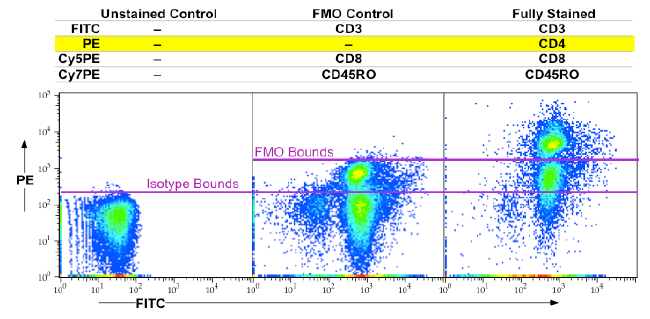 Unstained Control FMO Control Fully Stained
FITC – CD3 CD3
PE – – CD4
Cy5PE – CD8 CD8
Cy7PE – CD45RO CD45RO
10⁵
10⁴
10³
10²
10¹
10⁰
PE
FMO Bounds
Isotype Bounds
10⁰ 10¹ 10² 10³ 10⁴ 10⁰ 10¹ 10² 10³ 10⁴ 10⁰ 10¹ 10² 10³ 10⁴
FITC